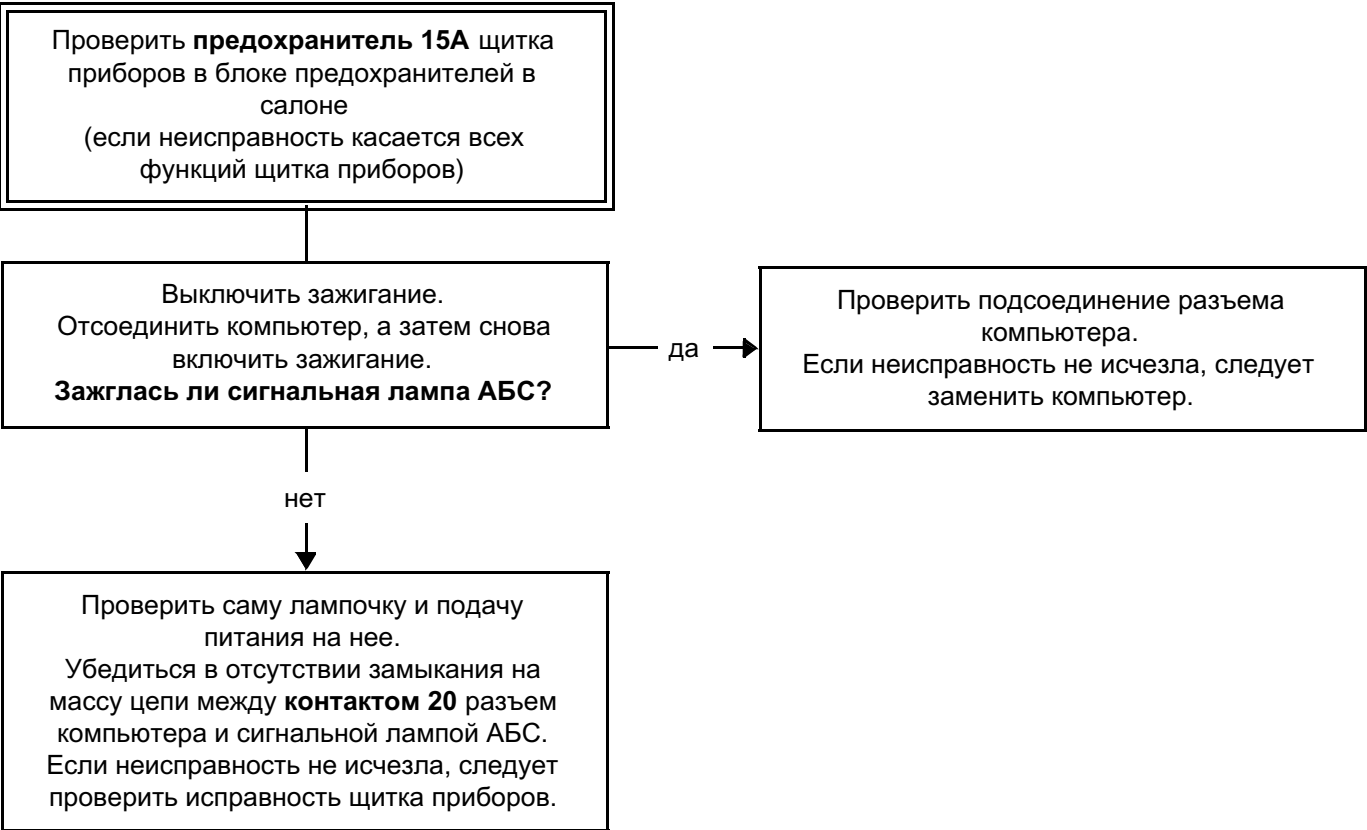 Проверить предохранитель 15А щитка
приборов в блоке предохранителей в
салоне
(если неисправность касается всех
функций щитка приборов)
Выключить зажигание.
Отсоединить компьютер, а затем снова
включить зажигание.
Зажглась ли сигнальная лампа АБС?
да
Проверить подсоединение разъема
компьютера.
Если неисправность не исчезла, следует
заменить компьютер.
нет
Проверить саму лампочку и подачу
питания на нее.
Убедиться в отсутствии замыкания на
массу цепи между контактом 20 разъем
компьютера и сигнальной лампой АБС.
Если неисправность не исчезла, следует
проверить исправность щитка приборов.